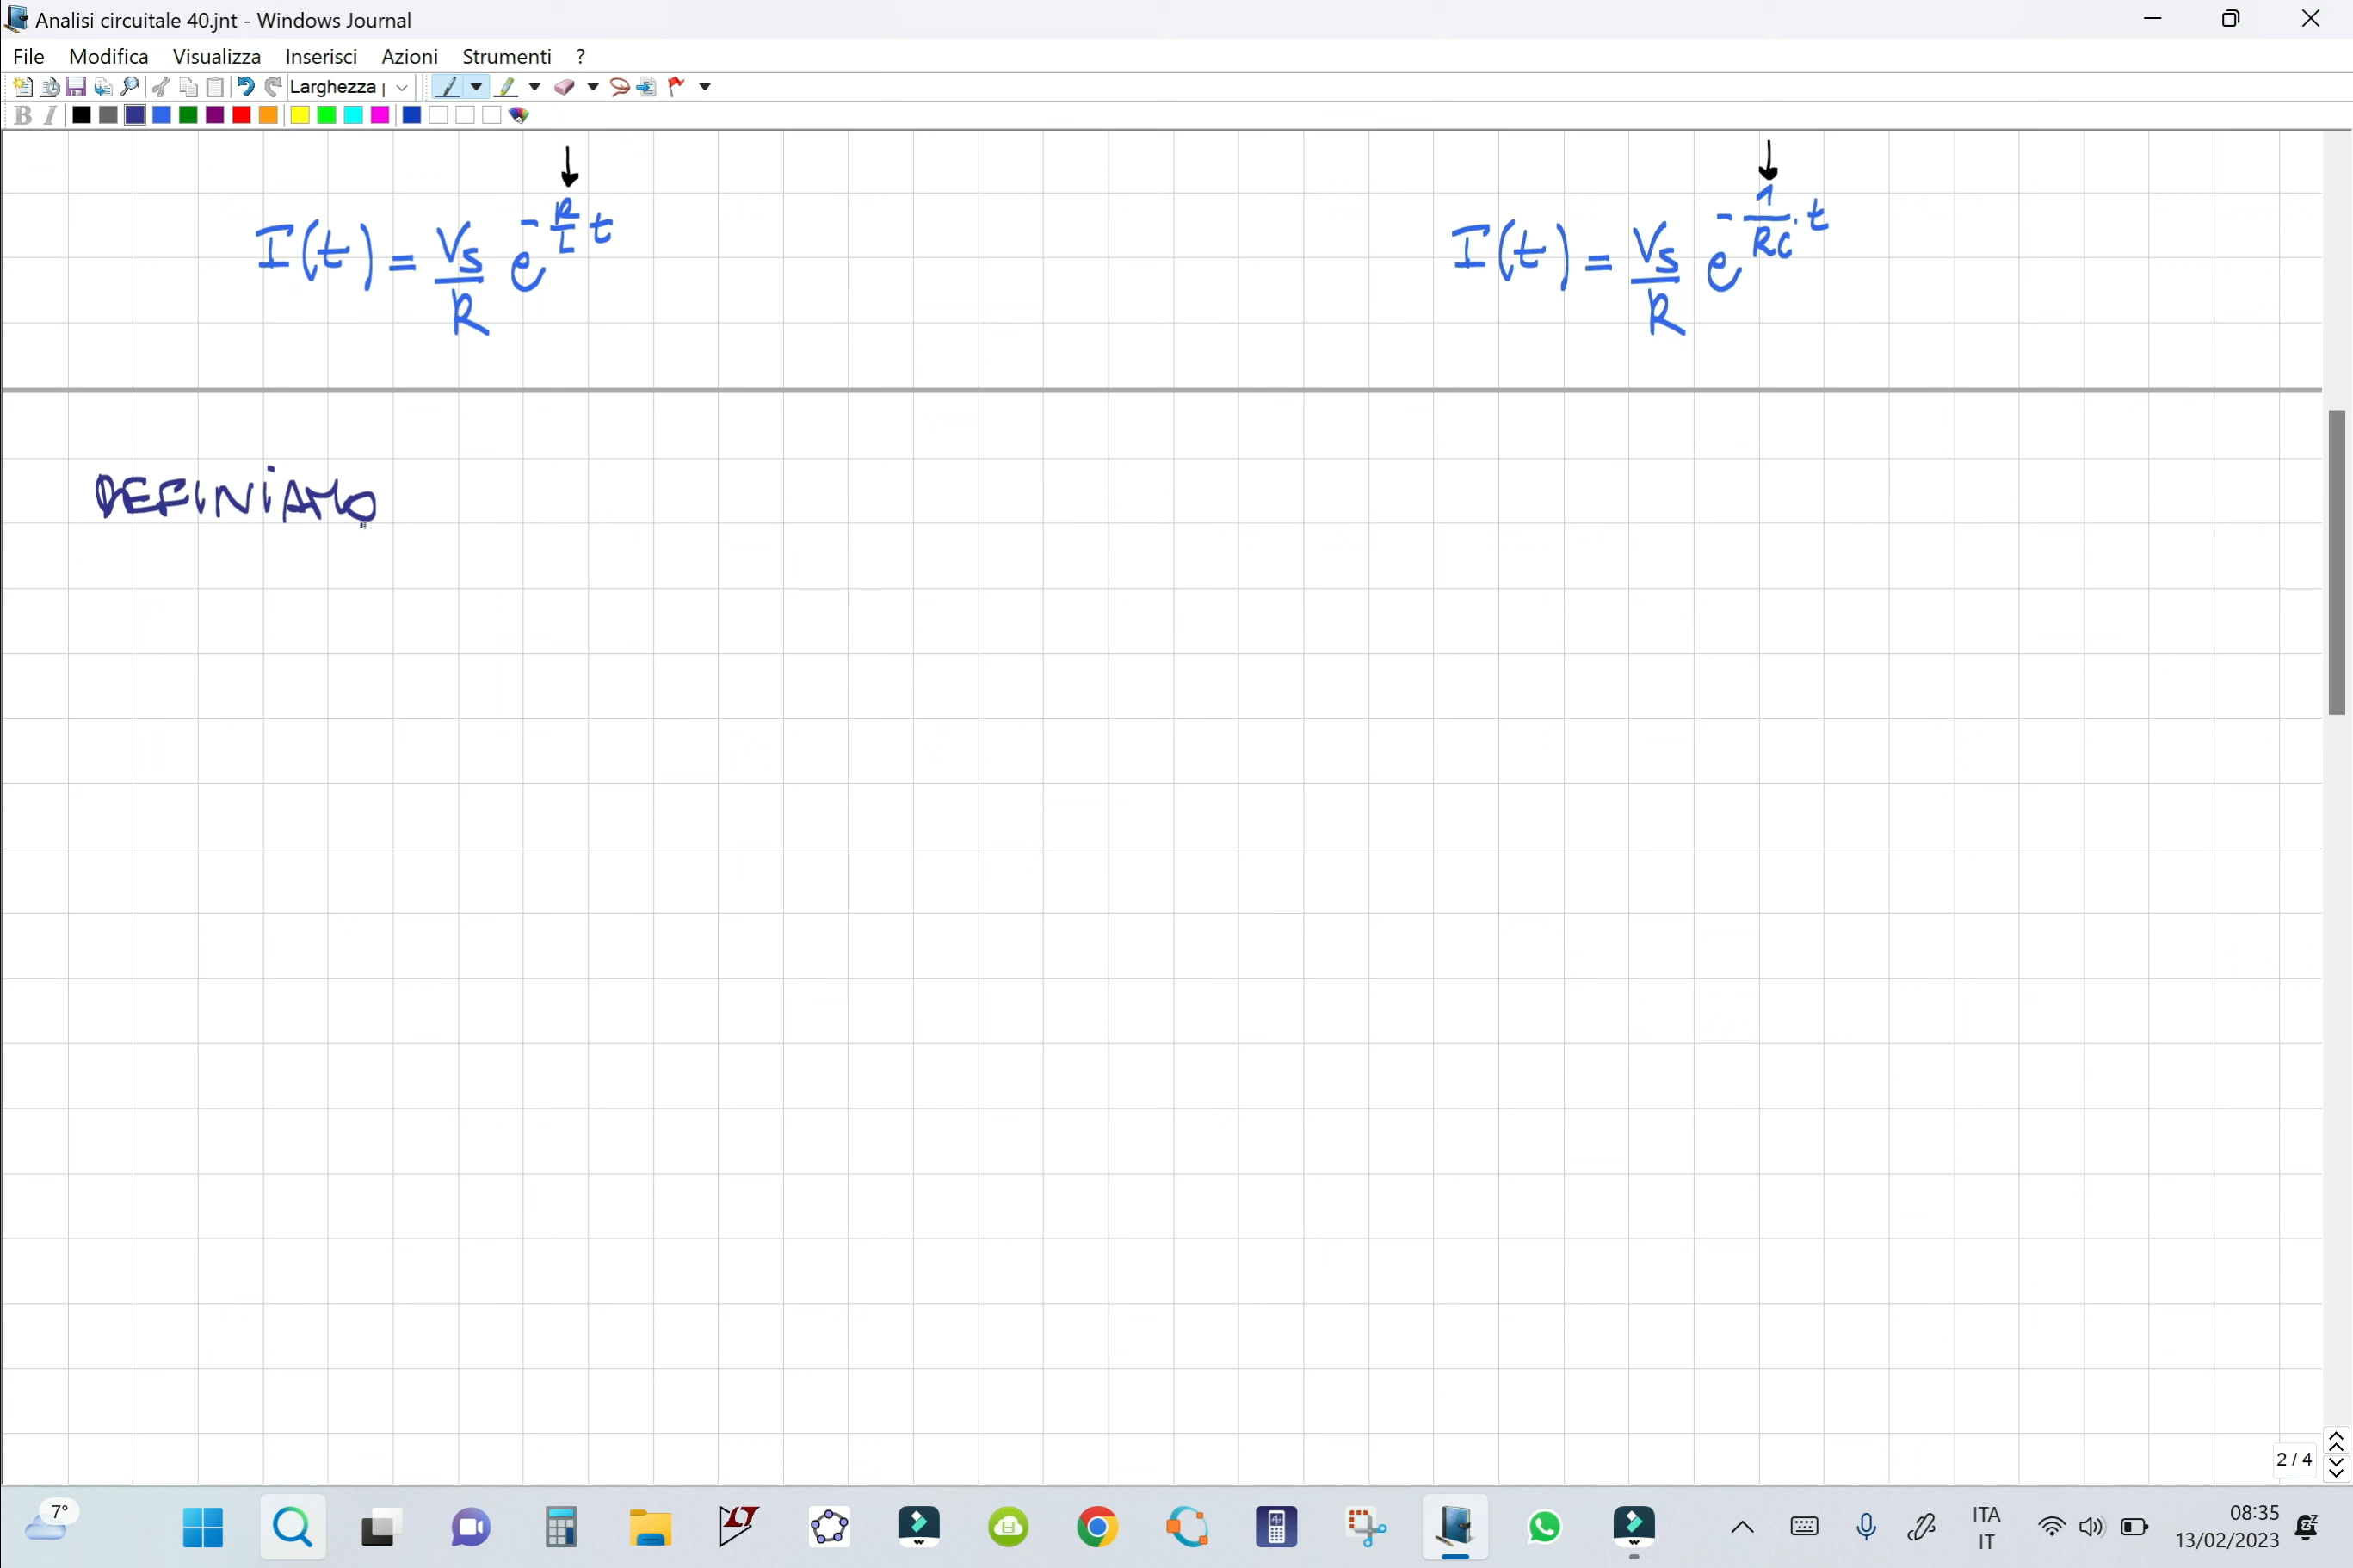 Analisi circuitale 40.jnt - Windows Journal
File Modifica Visualizza Inserisci Azioni Strumenti ?
Larghezza
B I
I(t) = Vs/R e^(-R/L t)
I(t) = Vs/R e^(-1/RC · t)
DEFINIAMO
2 / 4
7°
ITA
IT
08:35
13/02/2023